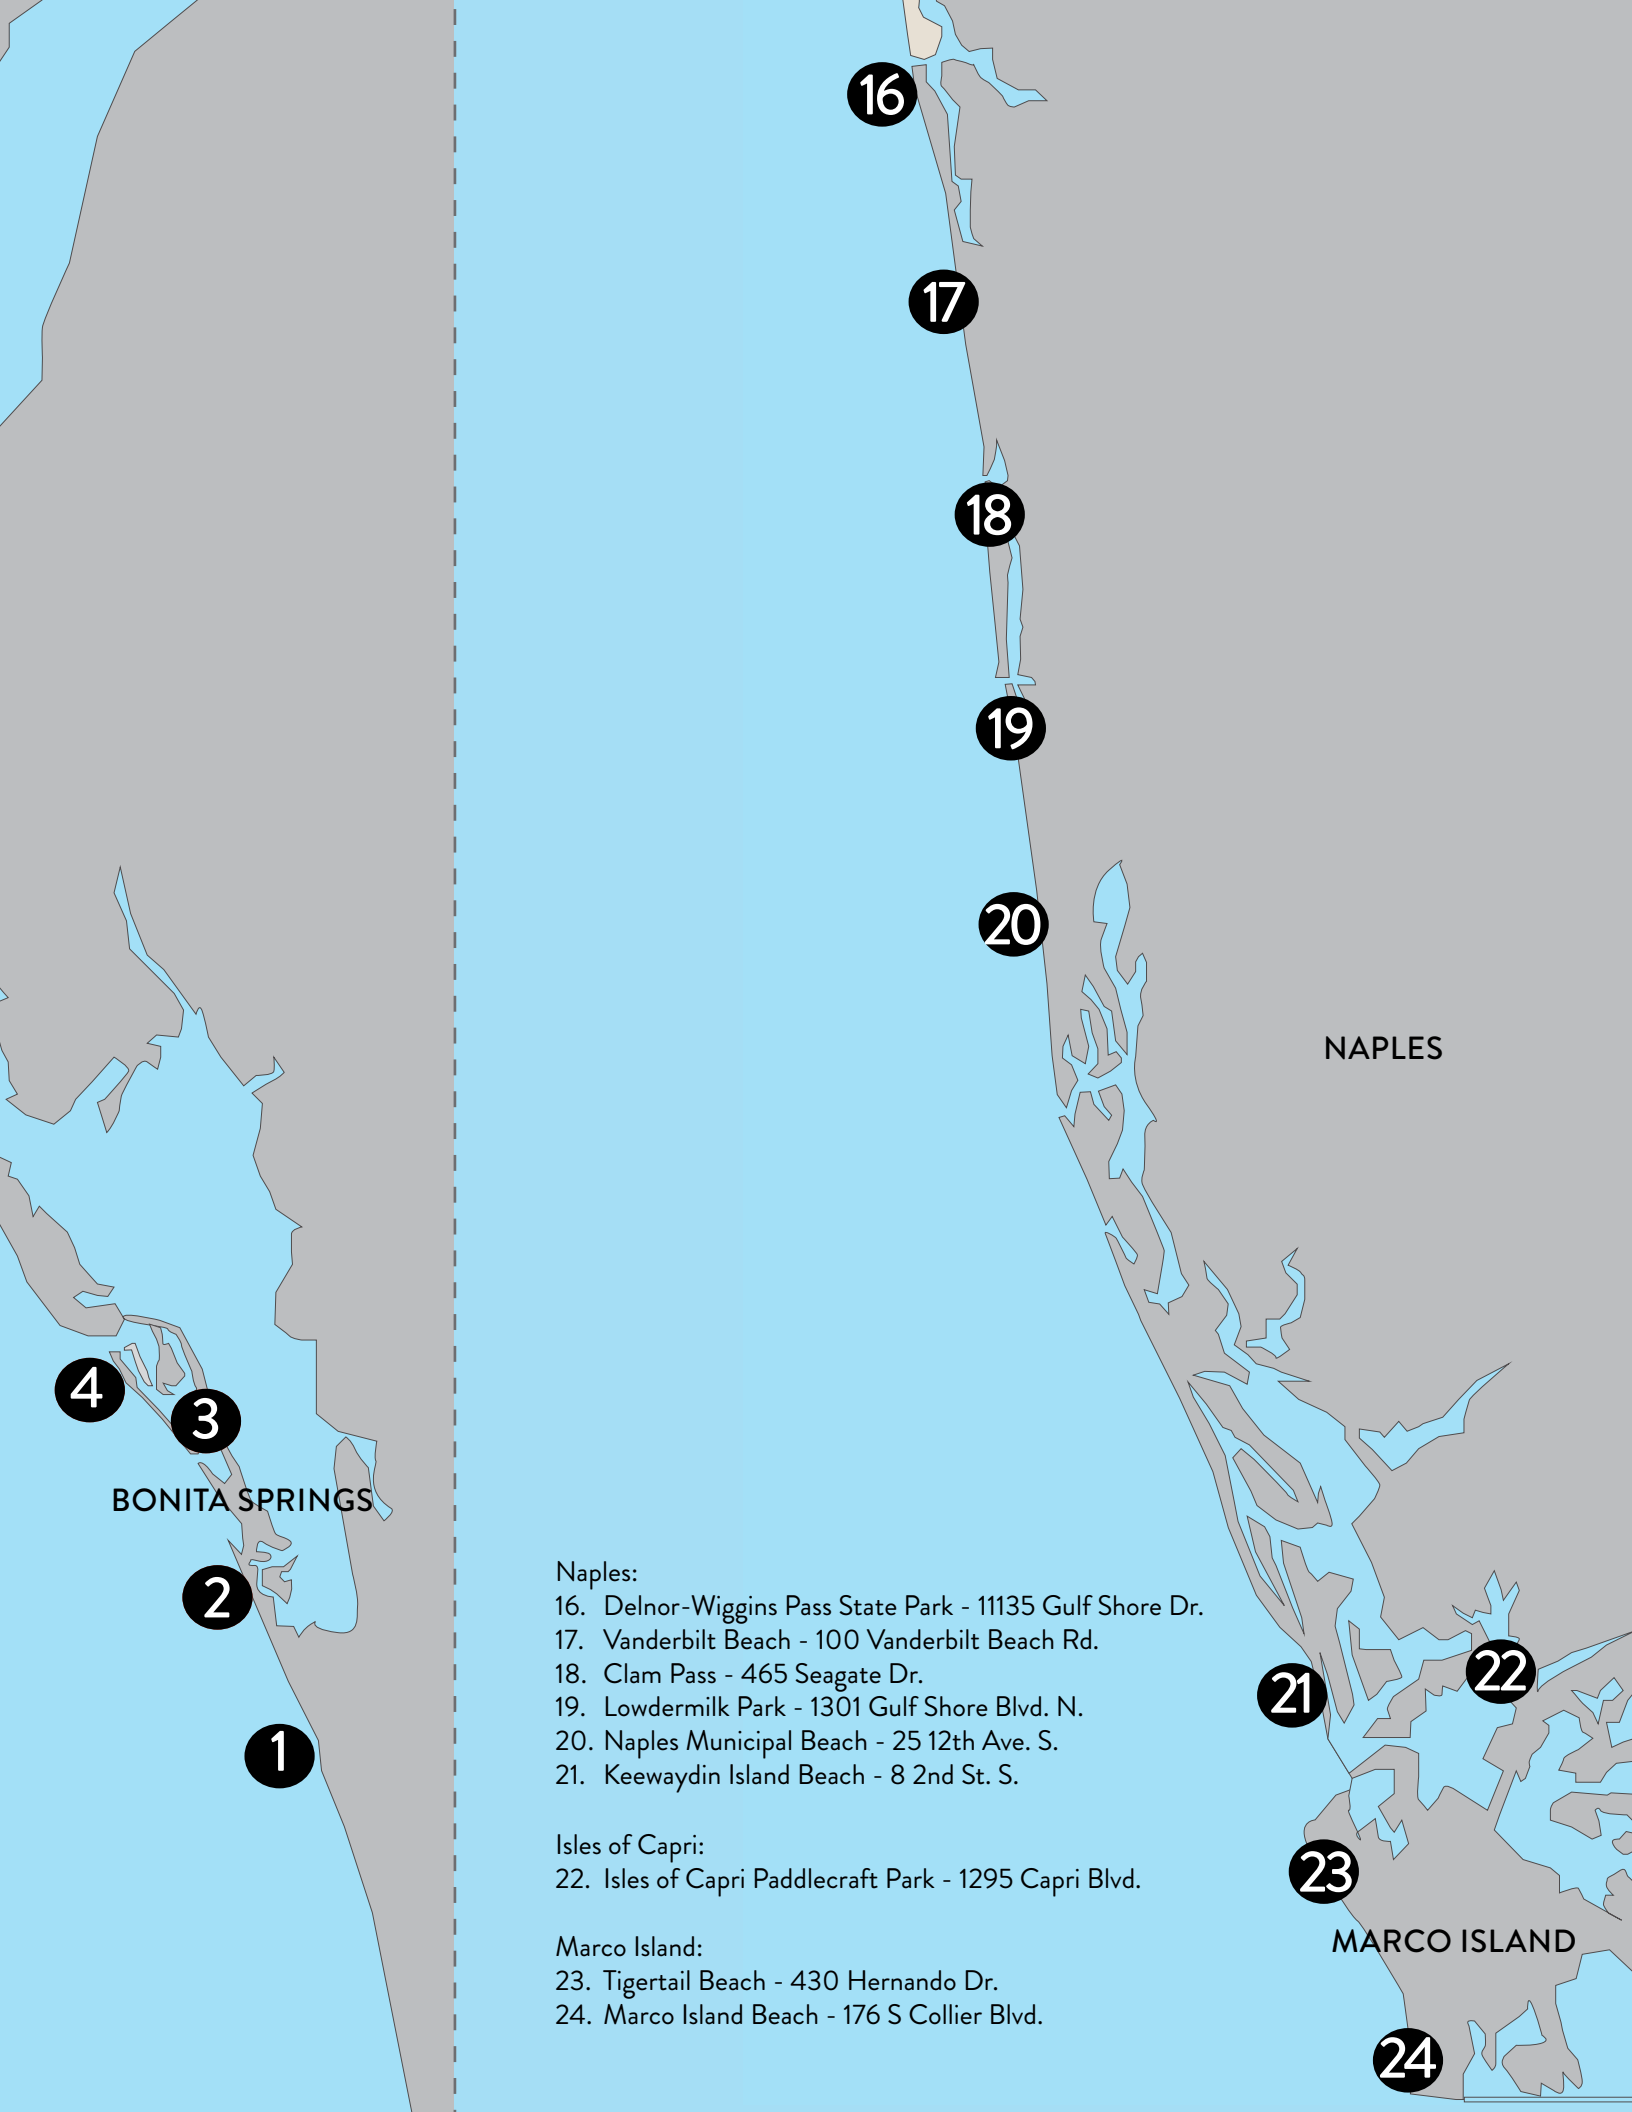 16
17
18
19
20
NAPLES
4
3
BONITA SPRINGS
2
1
Naples:
16. Delnor-Wiggins Pass State Park - 11135 Gulf Shore Dr.
17. Vanderbilt Beach - 100 Vanderbilt Beach Rd.
18. Clam Pass - 465 Seagate Dr.
19. Lowdermilk Park - 1301 Gulf Shore Blvd. N.
20. Naples Municipal Beach - 25 12th Ave. S.
21. Keewaydin Island Beach - 8 2nd St. S.
Isles of Capri:
22. Isles of Capri Paddlecraft Park - 1295 Capri Blvd.
Marco Island:
23. Tigertail Beach - 430 Hernando Dr.
24. Marco Island Beach - 176 S Collier Blvd.
22
21
23
MARCO ISLAND
24